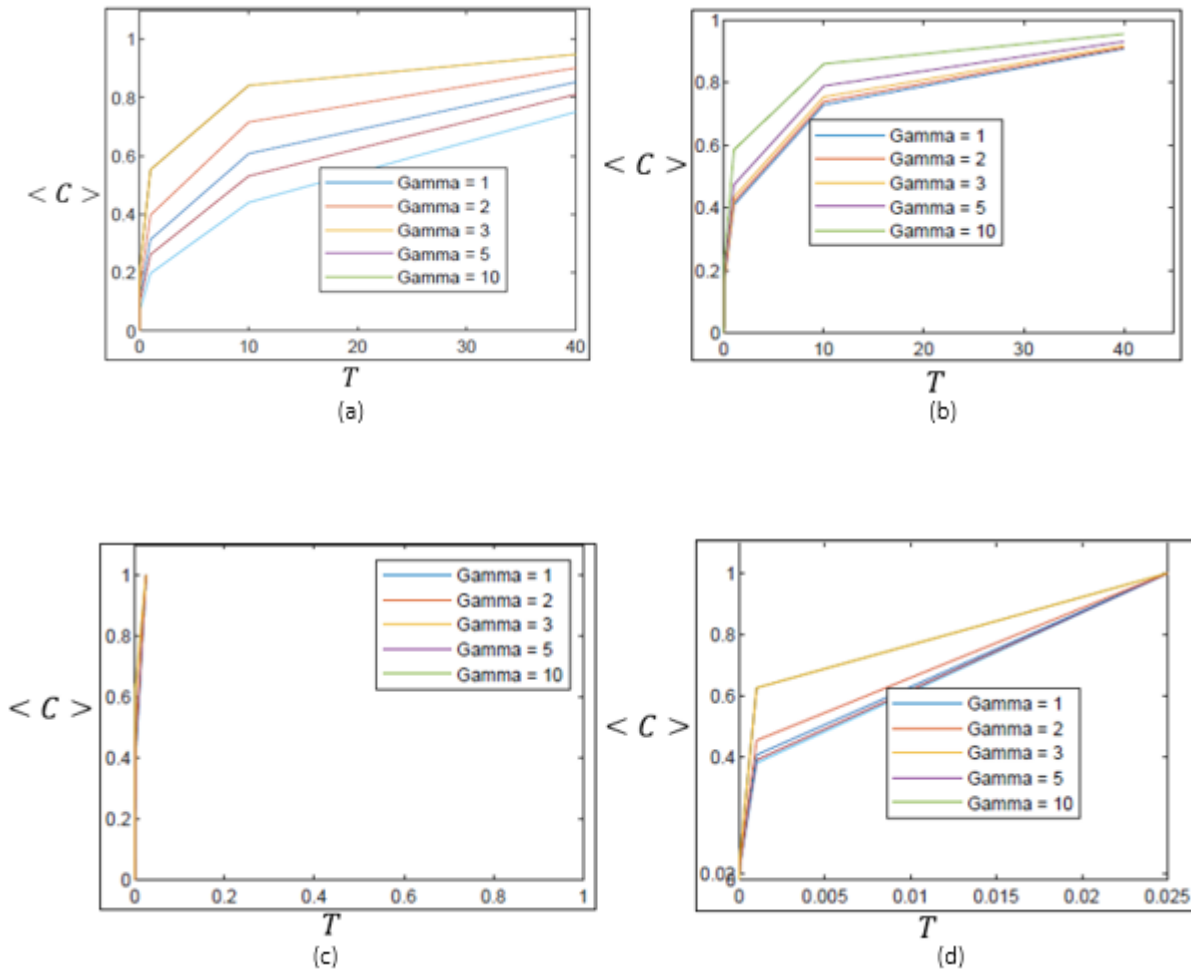 1
0.8
0.6
0.4
0.2
0
< C >
Gamma = 1
Gamma = 2
Gamma = 3
Gamma = 5
Gamma = 10
0 10 20 30 40
T
(a)
1
0.8
0.6
0.4
0.2
0
< C >
Gamma = 1
Gamma = 2
Gamma = 3
Gamma = 5
Gamma = 10
0 10 20 30 40
T
(b)
1
0.8
0.6
0.4
0.2
0
< C >
Gamma = 1
Gamma = 2
Gamma = 3
Gamma = 5
Gamma = 10
0 0.2 0.4 0.6 0.8 1
T
(c)
1
0.8
0.6
0.4
< C >
Gamma = 1
Gamma = 2
Gamma = 3
Gamma = 5
Gamma = 10
0 0.005 0.01 0.015 0.02 0.025
T
(d)